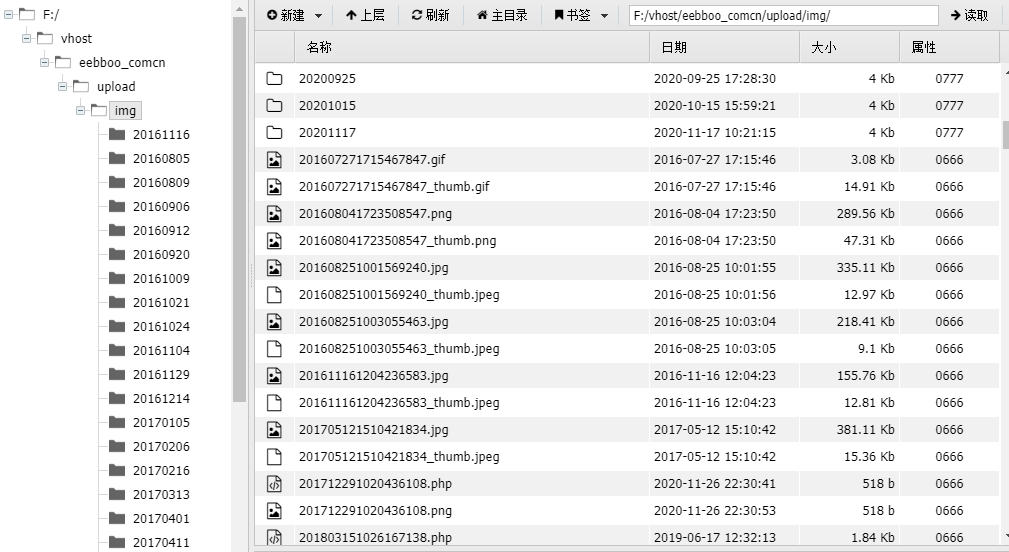 F:/
vhost
eebboo_comcn
upload
img
20161116
20160805
20160809
20160906
20160912
20160920
20161009
20161021
20161024
20161104
20161129
20161214
20170105
20170206
20170216
20170313
20170401
20170411
新建 上层 刷新 主目录 书签 F:/vhost/eebboo_comcn/upload/img/ 读取
名称 日期 大小 属性
20200925 2020-09-25 17:28:30 4 Kb 0777
20201015 2020-10-15 15:59:21 4 Kb 0777
20201117 2020-11-17 10:21:15 4 Kb 0777
201607271715467847.gif 2016-07-27 17:15:46 3.08 Kb 0666
201607271715467847_thumb.gif 2016-07-27 17:15:46 14.91 Kb 0666
201608041723508547.png 2016-08-04 17:23:50 289.56 Kb 0666
201608041723508547_thumb.png 2016-08-04 17:23:50 47.31 Kb 0666
201608251001569240.jpg 2016-08-25 10:01:55 335.11 Kb 0666
201608251001569240_thumb.jpeg 2016-08-25 10:01:56 12.97 Kb 0666
201608251003055463.jpg 2016-08-25 10:03:04 218.41 Kb 0666
201608251003055463_thumb.jpeg 2016-08-25 10:03:05 9.1 Kb 0666
201611161204236583.jpg 2016-11-16 12:04:23 155.76 Kb 0666
201611161204236583_thumb.jpeg 2016-11-16 12:04:23 12.81 Kb 0666
201705121510421834.jpg 2017-05-12 15:10:42 381.11 Kb 0666
201705121510421834_thumb.jpeg 2017-05-12 15:10:42 15.36 Kb 0666
201712291020436108.php 2020-11-26 22:30:41 518 b 0666
201712291020436108.png 2020-11-26 22:30:53 518 b 0666
201803151026167138.php 2019-06-17 12:32:13 1.84 Kb 0666